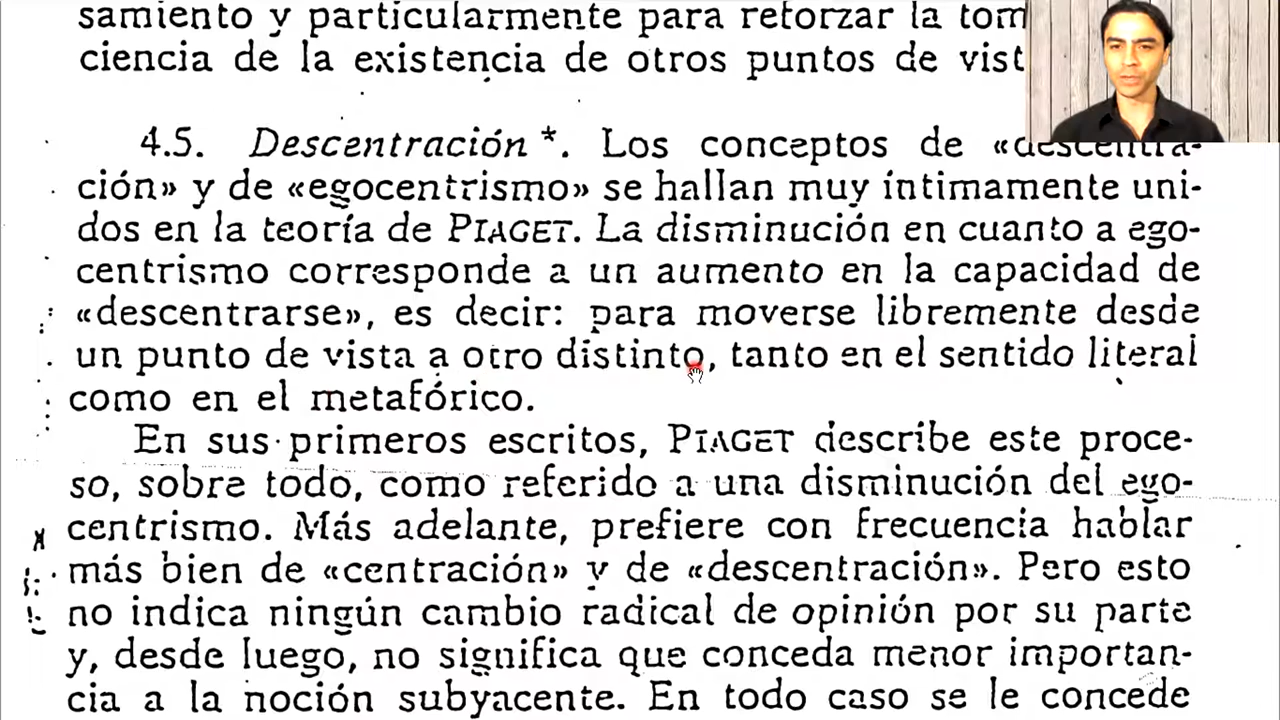 samiento y particularmente para reforzar la tom
ciencia de la existencia de otros puntos de vist
4.5. Descentración *. Los conceptos de «descentra-
ción» y de «egocentrismo» se hallan muy íntimamente uni-
dos en la teoría de PIAGET. La disminución en cuanto a ego-
centrismo corresponde a un aumento en la capacidad de
«descentrarse», es decir: para moverse libremente desde
un punto de vista a otro distinto, tanto en el sentido literal
como en el metafórico.
En sus primeros escritos, PIAGET describe este proce-
so, sobre todo, como referido a una disminución del ego-
centrismo. Más adelante, prefiere con frecuencia hablar
más bien de «centración» y de «descentración». Pero esto
no indica ningún cambio radical de opinión por su parte
y, desde luego, no significa que conceda menor importan-
cia a la noción subyacente. En todo caso se le concede